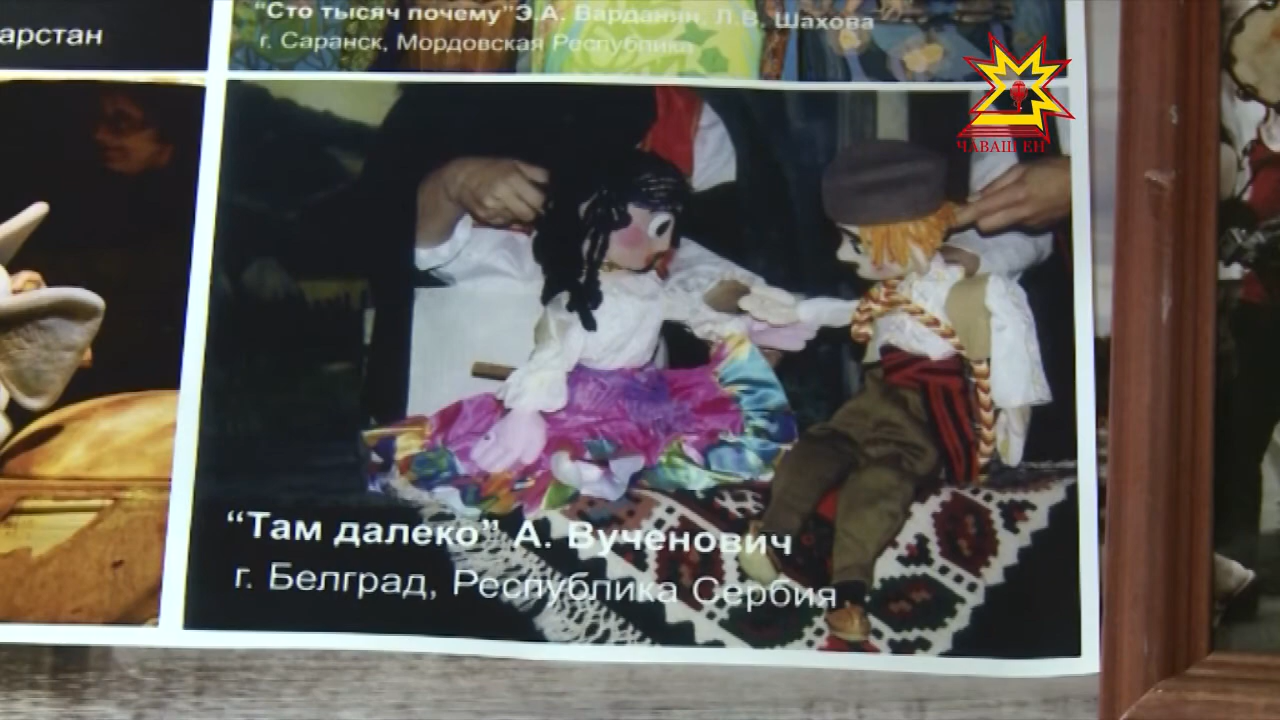 арстан
"Сто тысяч почему" Э.А. Варданян, Л.В. Шахова
г. Саранск, Мордовская Республика
ЧĂВАШ ЕН
"Там далеко" А. Вученович
г. Белград, Республика Сербия